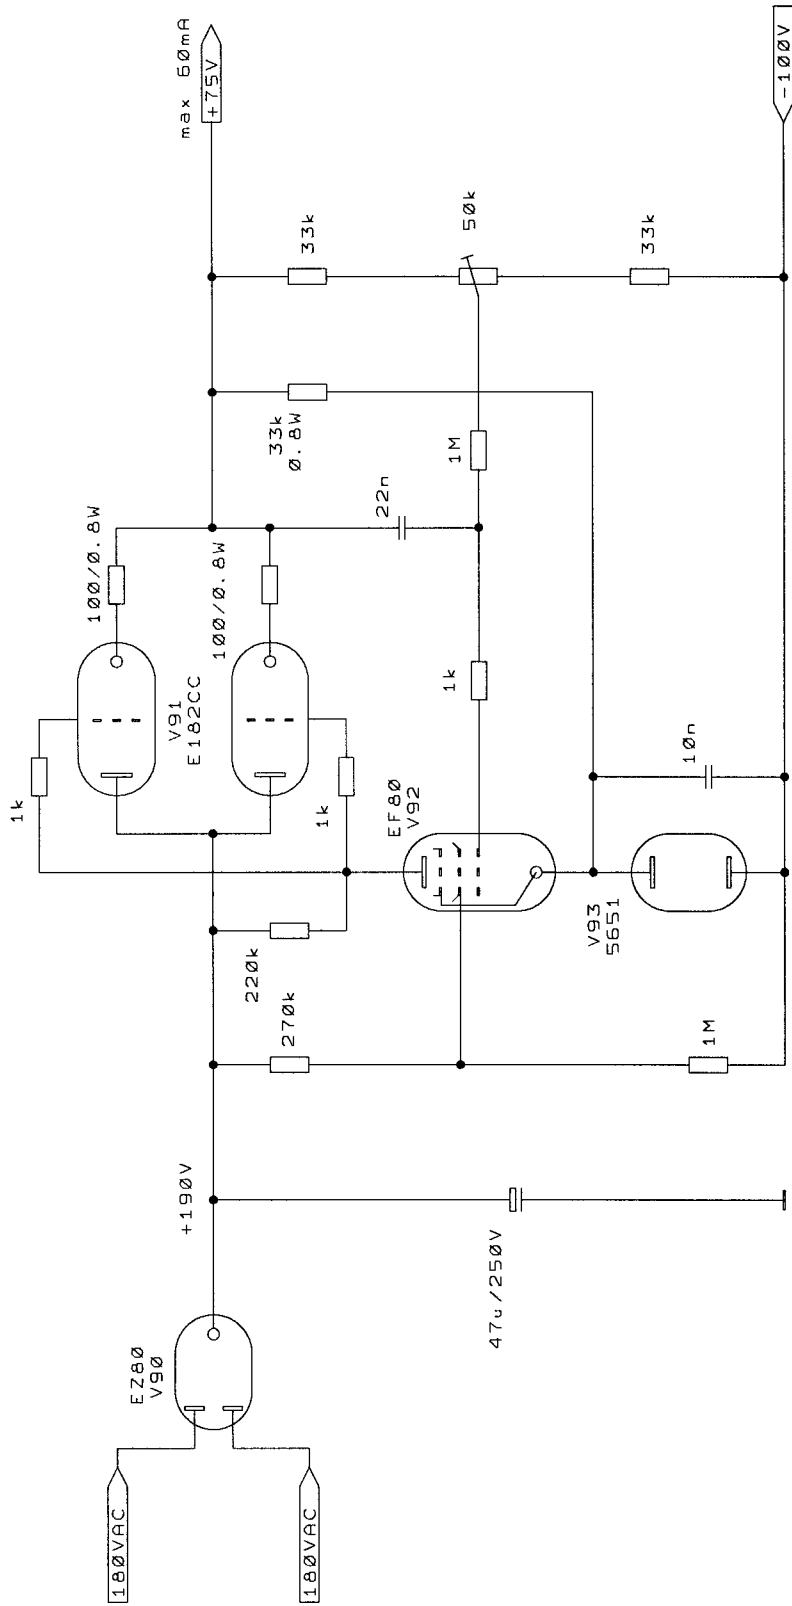 180VAC
180VAC
EZ80
V90
+190V
47u/250V
270k
220k
1M
1k
1k
V91
E182CC
100/0.8W
100/0.8W
EF80
V92
V93
5651
1k
22n
10n
1M
33k
0.8W
33k
50k
33k
max 60mA
+75V
-100V